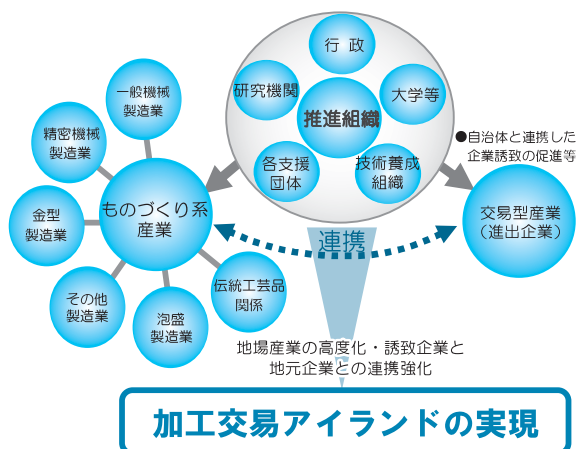 行 政
研究機関
大学等
推進組織
各支援
団体
技術養成
組織
一般機械
製造業
精密機械
製造業
金型
製造業
その他
製造業
泡盛
製造業
伝統工芸品
関係
ものづくり系
産業
●自治体と連携した
企業誘致の促進等
交易型産業
（進出企業）
連携
地場産業の高度化・誘致企業と
地元企業との連携強化
加工交易アイランドの実現